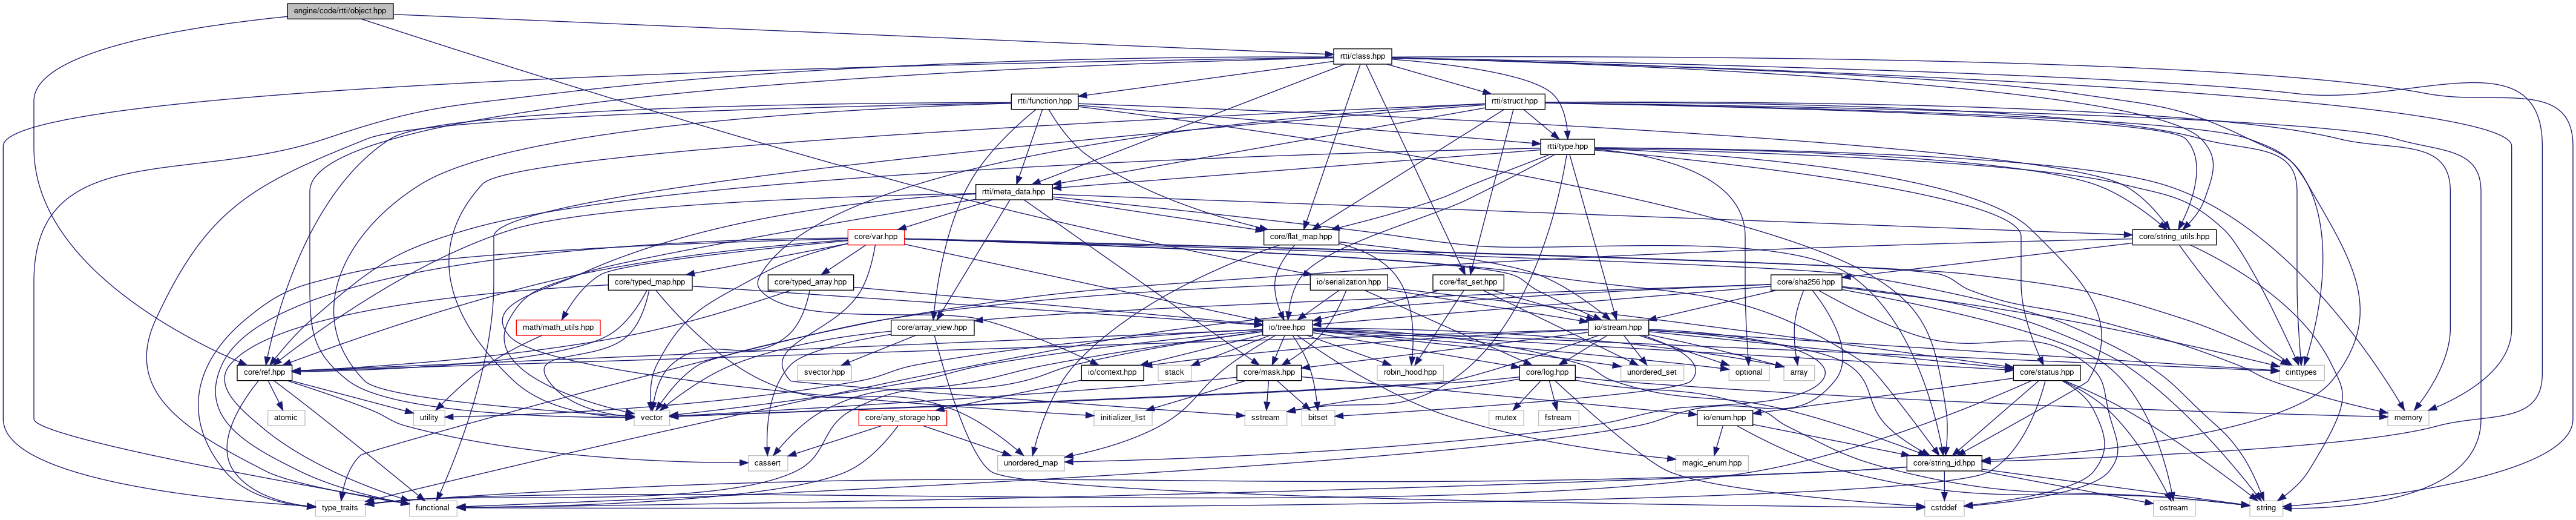 engine/code/rtti/object.hpp
rtti/class.hpp
rtti/function.hpp
rtti/struct.hpp
rtti/type.hpp
rtti/meta_data.hpp
core/var.hpp
core/flat_map.hpp
core/string_utils.hpp
core/typed_map.hpp
core/typed_array.hpp
io/serialization.hpp
core/flat_set.hpp
core/sha256.hpp
math/math_utils.hpp
core/array_view.hpp
io/tree.hpp
io/stream.hpp
core/ref.hpp
svector.hpp
io/context.hpp
stack
core/mask.hpp
robin_hood.hpp
core/log.hpp
unordered_set
optional
array
core/status.hpp
cinttypes
atomic
utility
vector
core/any_storage.hpp
initializer_list
sstream
bitset
mutex
fstream
io/enum.hpp
memory
cassert
unordered_map
magic_enum.hpp
core/string_id.hpp
type_traits
functional
cstddef
ostream
string